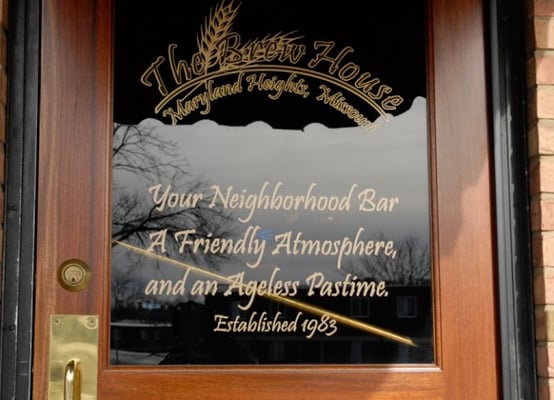 The Brew House
Maryland Heights, Missouri
Your Neighborhood Bar
A Friendly Atmosphere,
and an Ageless Pastime.
Established 1983